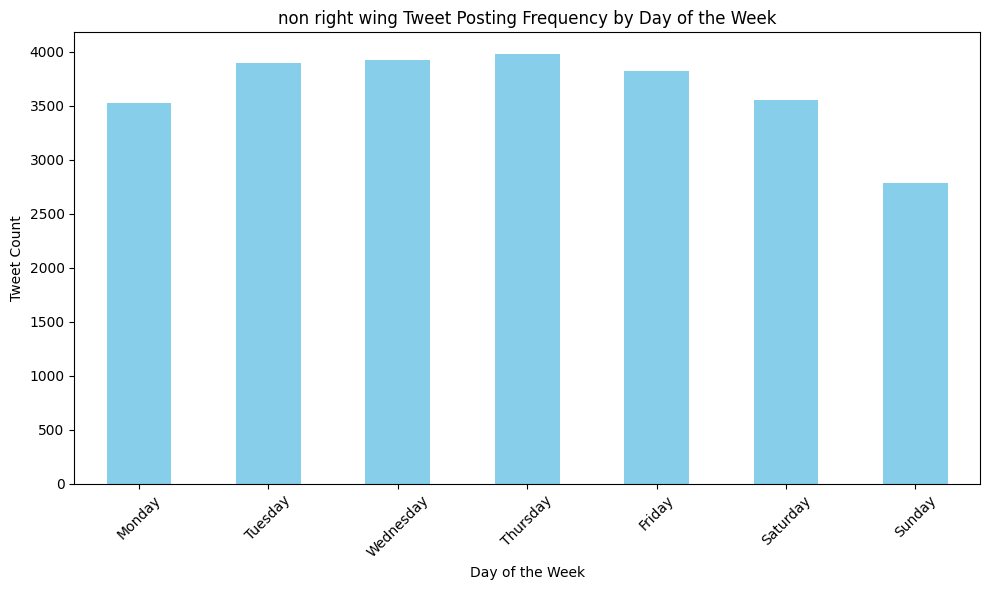 non right wing Tweet Posting Frequency by Day of the Week
Tweet Count
4000
3500
3000
2500
2000
1500
1000
500
0
Monday
Tuesday
Wednesday
Thursday
Friday
Saturday
Sunday
Day of the Week